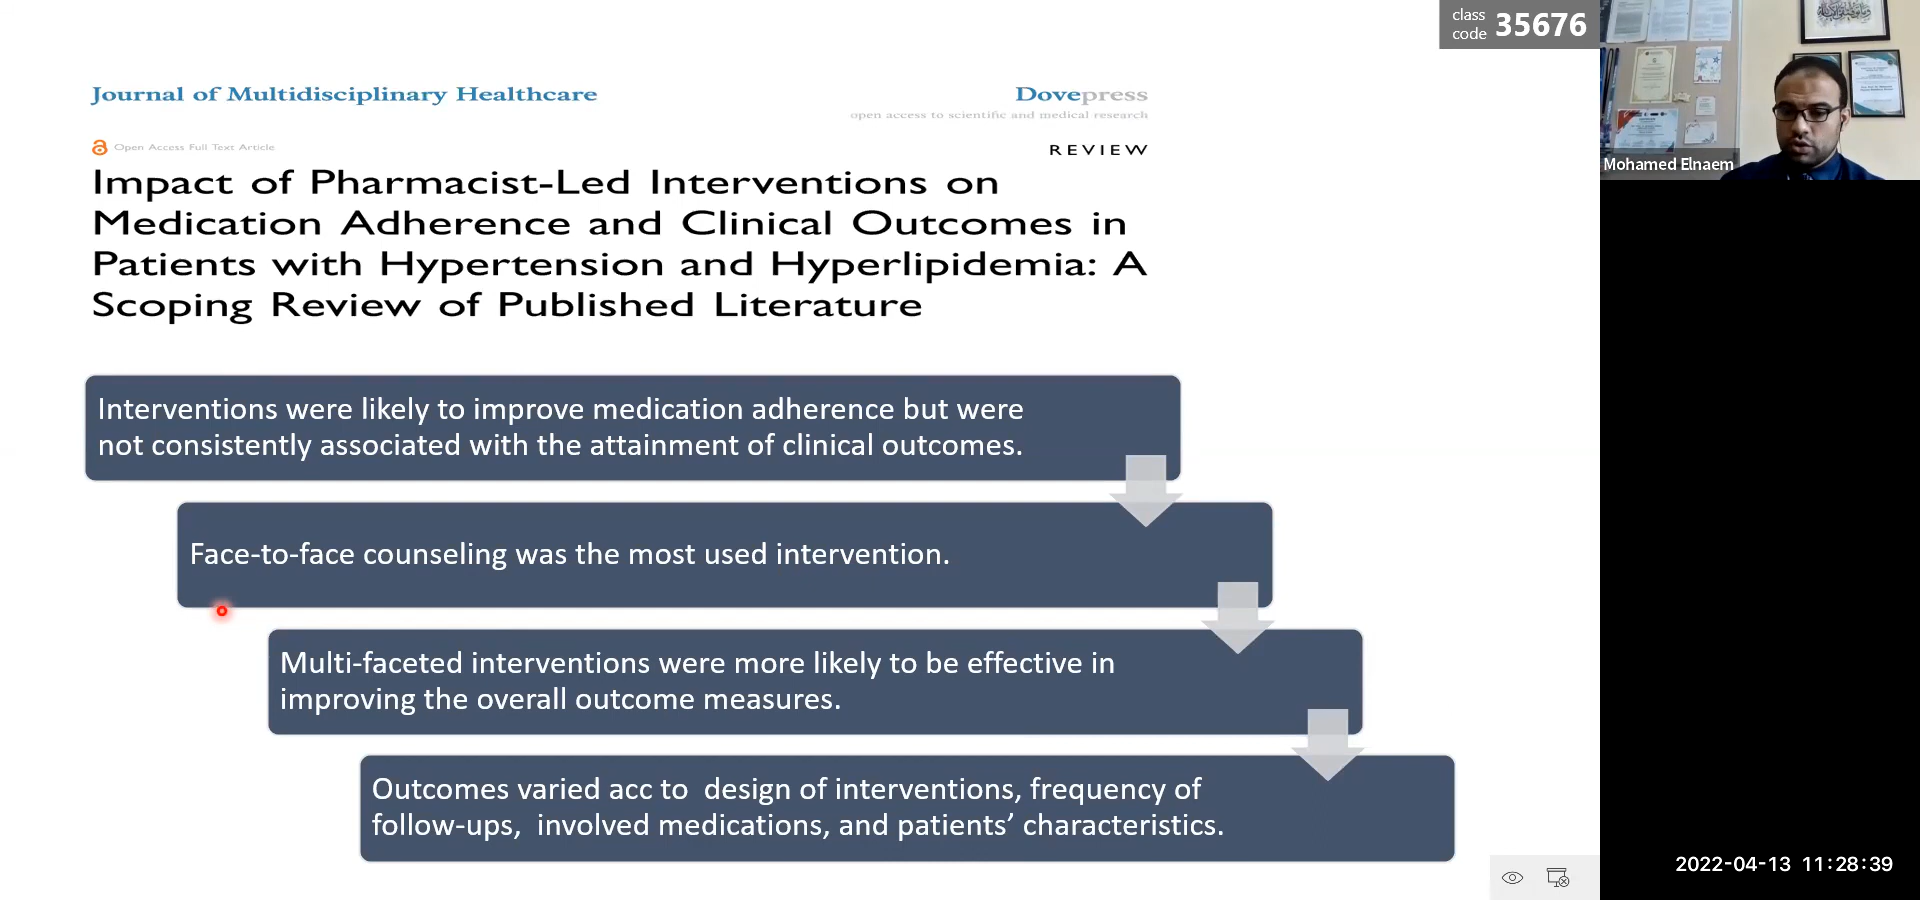 class
code 35676
Journal of Multidisciplinary Healthcare
Dovepress
open access to scientific and medical research
Open Access Full Text Article
REVIEW
Impact of Pharmacist-Led Interventions on
Medication Adherence and Clinical Outcomes in
Patients with Hypertension and Hyperlipidemia: A
Scoping Review of Published Literature
Interventions were likely to improve medication adherence but were
not consistently associated with the attainment of clinical outcomes.
Face-to-face counseling was the most used intervention.
Multi-faceted interventions were more likely to be effective in
improving the overall outcome measures.
Outcomes varied acc to  design of interventions, frequency of
follow-ups,  involved medications, and patients’ characteristics.
Mohamed Elnaem
2022-04-13 11:28:39